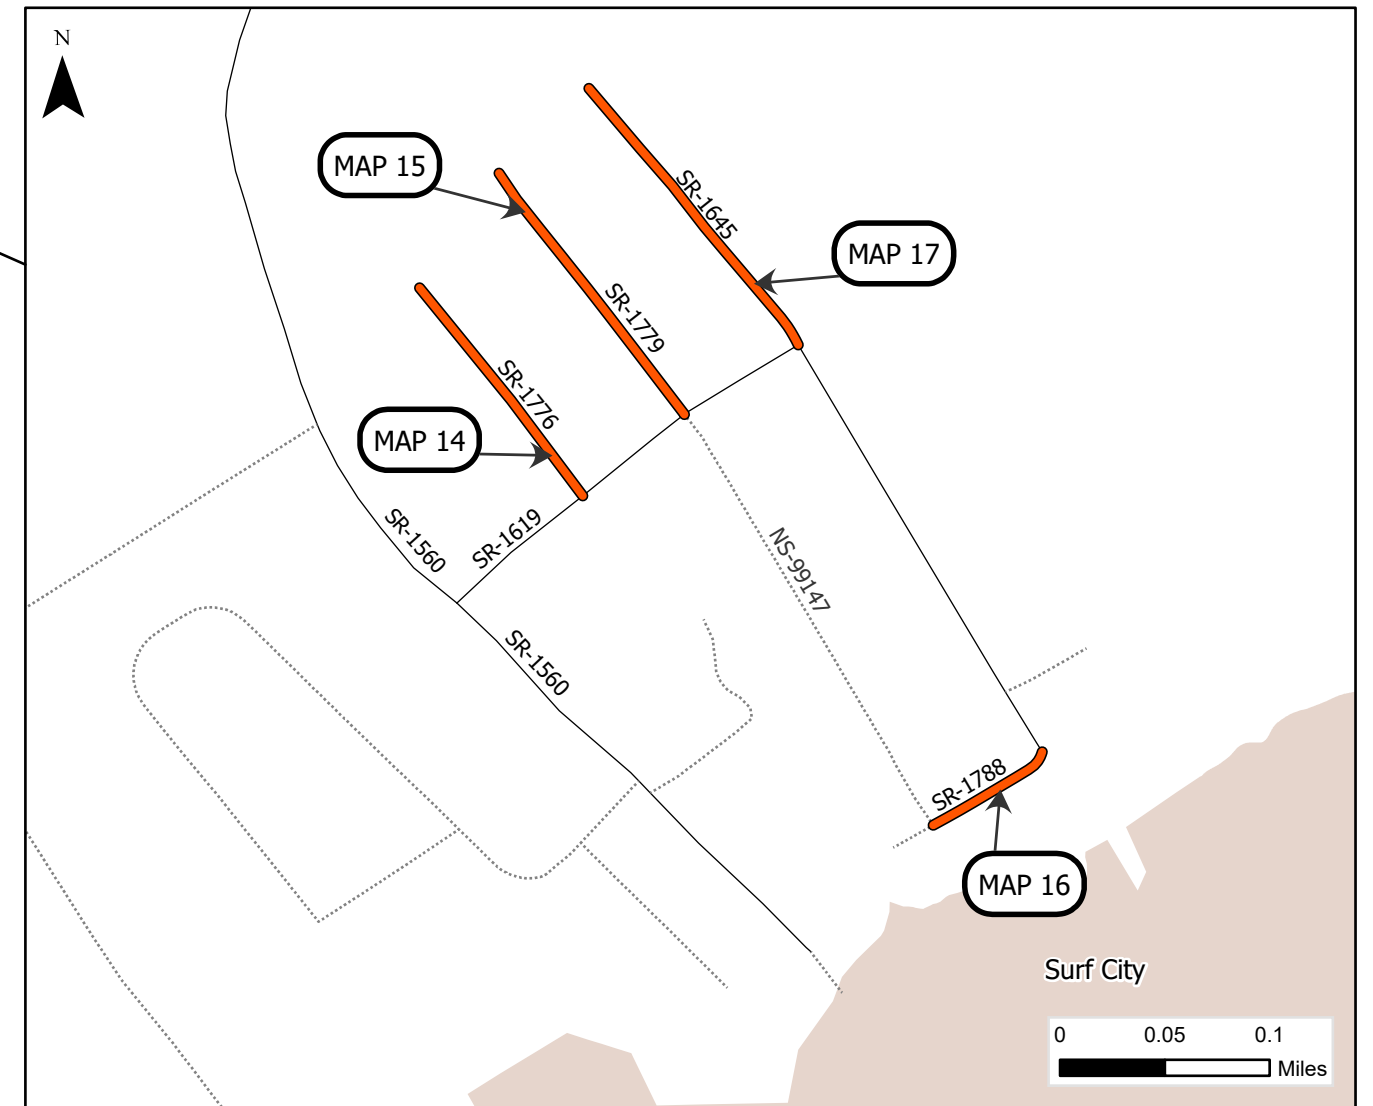 N
MAP 15
SR-1645
MAP 17
SR-1779
SR-1776
MAP 14
SR-1560
SR-1619
NS-99147
SR-1560
SR-1788
MAP 16
Surf City
0 0.05 0.1
Miles